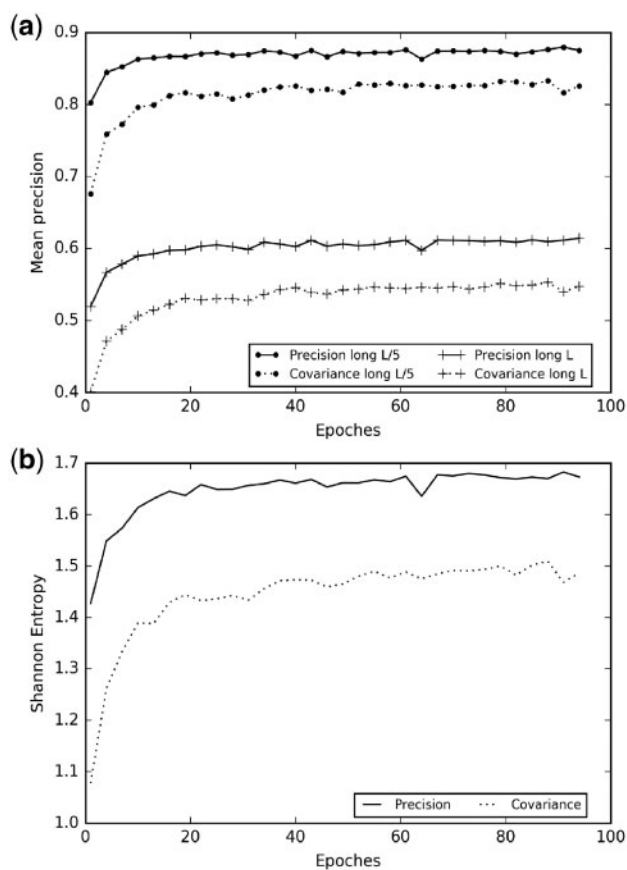 (a)
0.9
0.8
0.7
0.6
0.5
0.4
Mean precision
Precision long L/5
Covariance long L/5
Precision long L
Covariance long L
0 20 40 60 80 100
Epoches
(b)
1.7
1.6
1.5
1.4
1.3
1.2
1.1
1.0
Shannon Entropy
Precision Covariance
0 20 40 60 80 100
Epoches